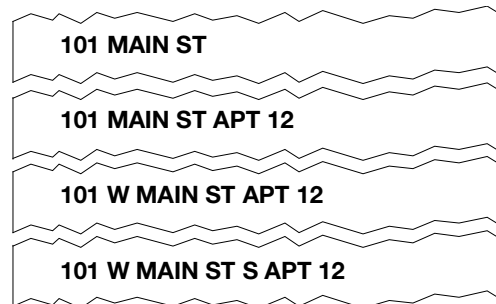 101 MAIN ST
101 MAIN ST APT 12
101 W MAIN ST APT 12
101 W MAIN ST S APT 12